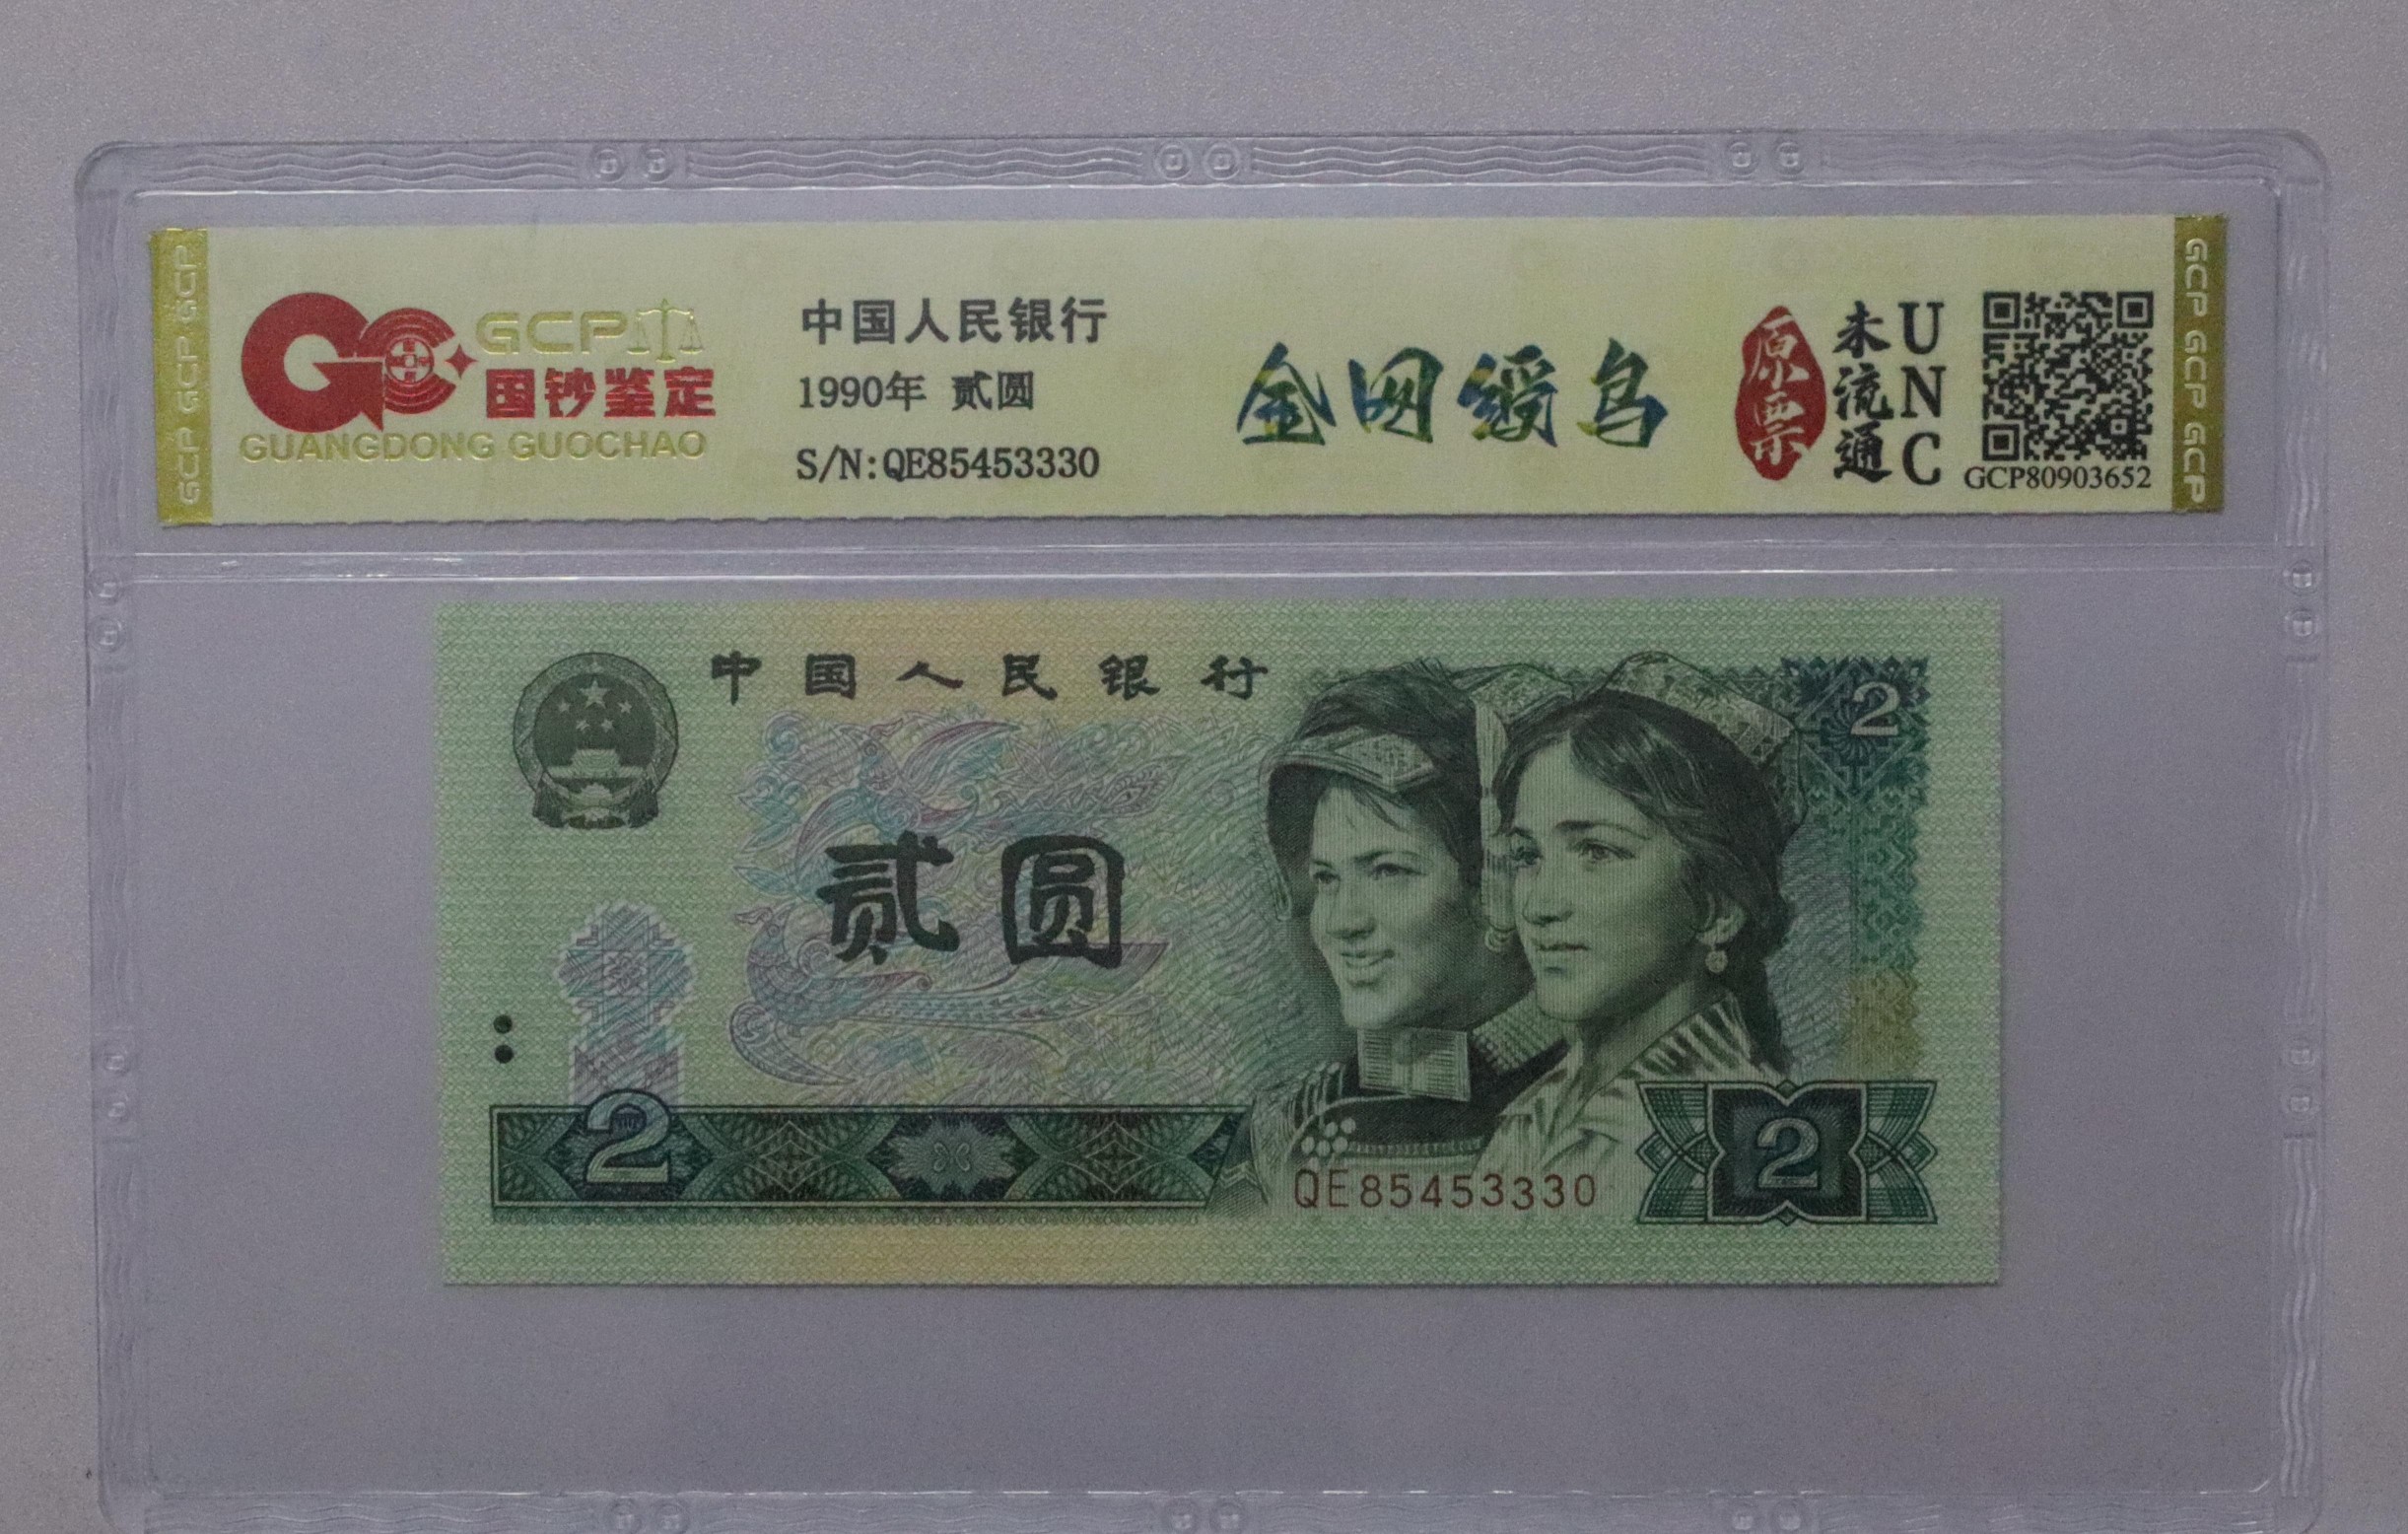 GCP GCP GCP
GCP
国钞鉴定
GUANGDONG GUOCHAO
中国人民银行
1990年 贰圆
S/N:QE85453330
金网绶鸟
原票
未流通
UNC
GCP80903652
GCP GCP GCP
中国人民银行
2
贰圆
2
QE85453330
2